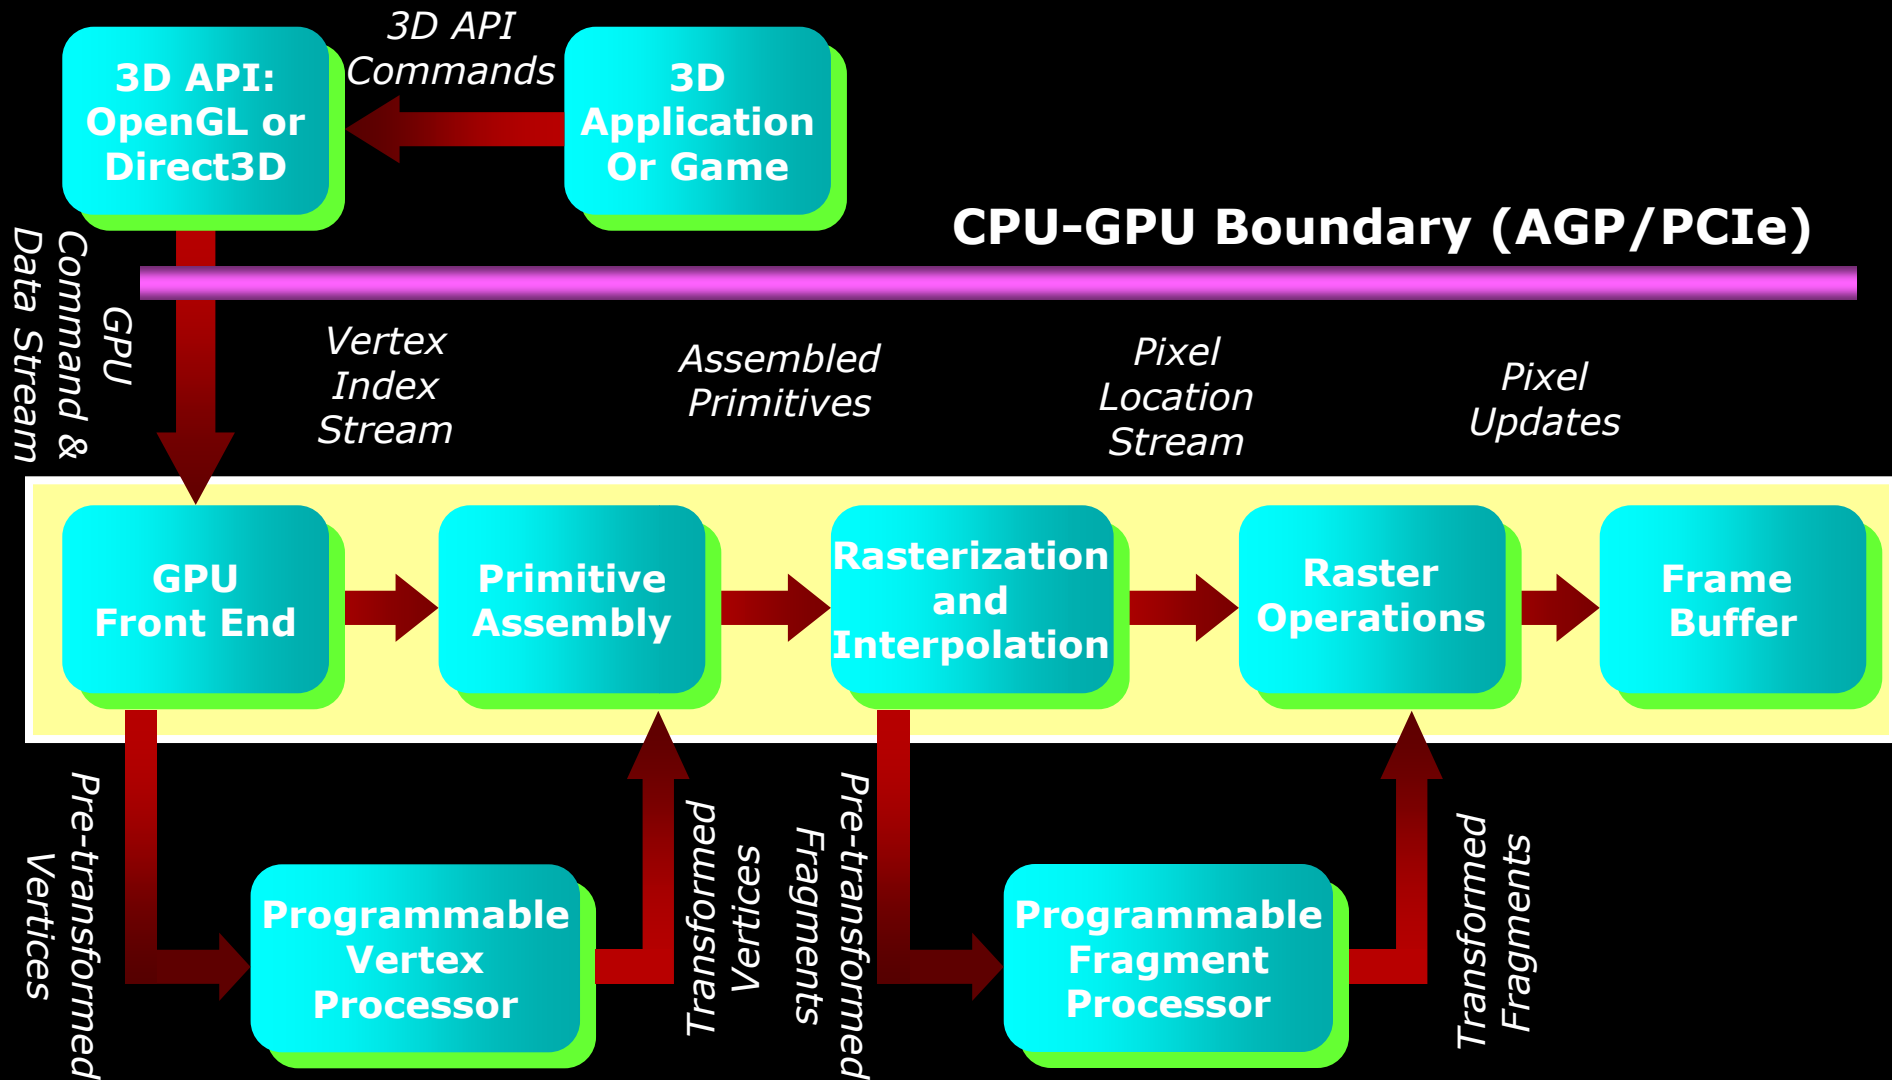 3D API
Commands
3D API:
OpenGL or
Direct3D
3D
Application
Or Game
CPU-GPU Boundary (AGP/PCIe)
GPU
Command &
Data Stream
Vertex
Index
Stream
Assembled
Primitives
Pixel
Location
Stream
Pixel
Updates
GPU
Front End
Primitive
Assembly
Rasterization
and
Interpolation
Raster
Operations
Frame
Buffer
Pre-transformed
Vertices
Programmable
Vertex
Processor
Transformed
Vertices
Pre-transformed
Fragments
Programmable
Fragment
Processor
Transformed
Fragments